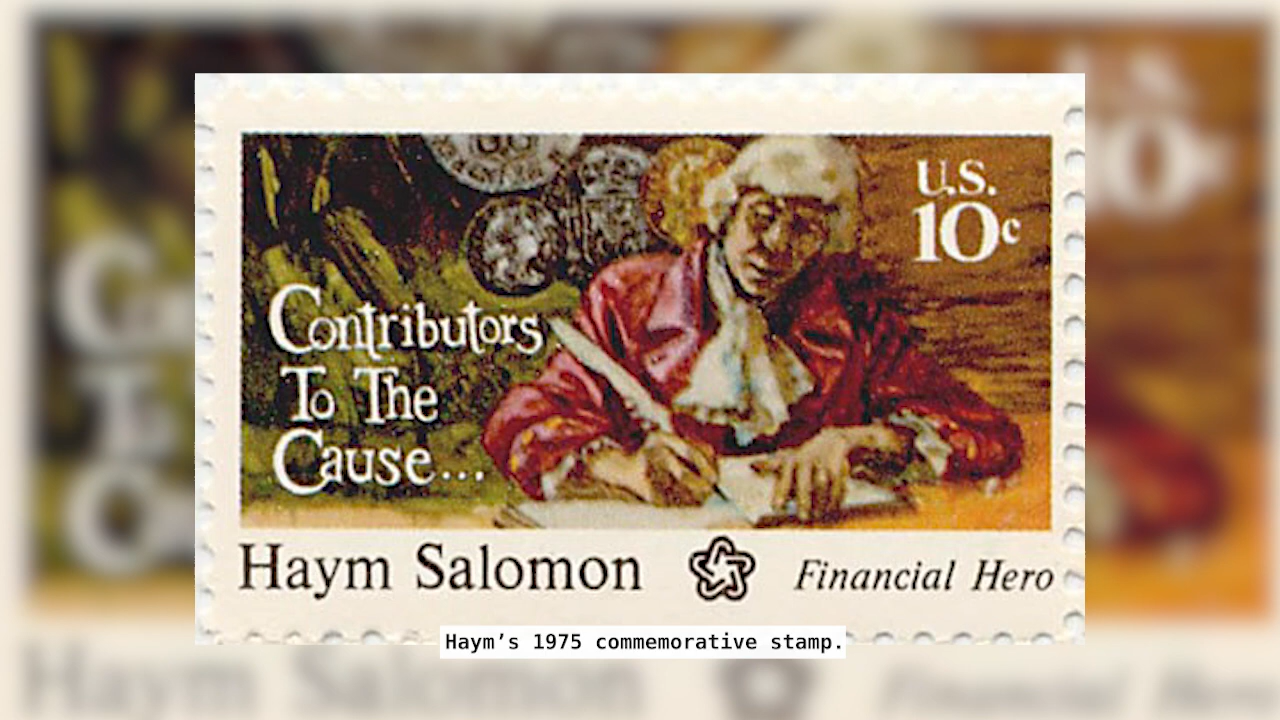 U.S.
10c
Contributors
To The
Cause...
Haym Salomon
Financial Hero
Haym’s 1975 commemorative stamp.